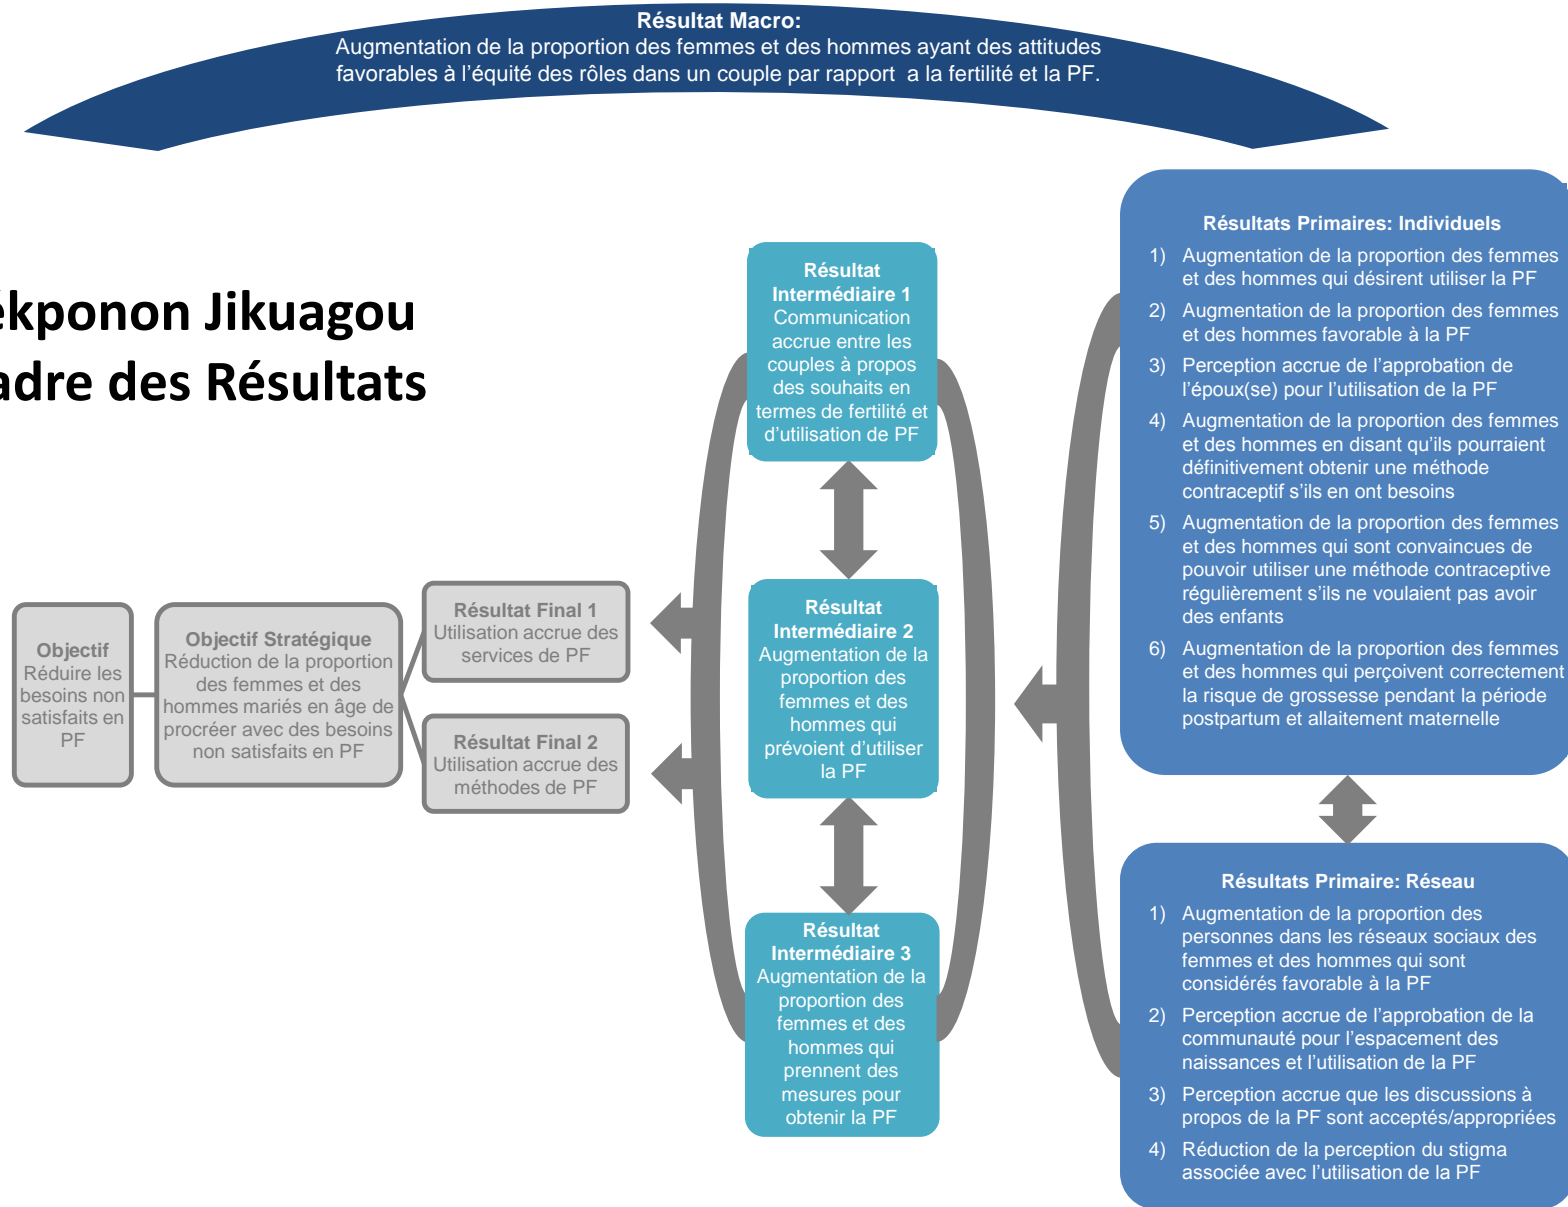 Résultat Macro:
Augmentation de la proportion des femmes et des hommes ayant des attitudes
favorables à l'équité des rôles dans un couple par rapport  a la fertilité et la PF.
ékponon Jikuagou
adre des Résultats
Objectif
Réduire les
besoins non
satisfaits en
PF
Objectif Stratégique
Réduction de la proportion
des femmes et des
hommes mariés en âge de
procréer avec des besoins
non satisfaits en PF
Résultat Final 1
Utilisation accrue des
services de PF
Résultat Final 2
Utilisation accrue des
méthodes de PF
Résultat
Intermédiaire 1
Communication
accrue entre les
couples à propos
des souhaits en
termes de fertilité et
d'utilisation de PF
Résultat
Intermédiaire 2
Augmentation de la
proportion des
femmes et des
hommes qui
prévoient d'utiliser
la PF
Résultat
Intermédiaire 3
Augmentation de la
proportion des
femmes et des
hommes qui
prennent des
mesures pour
obtenir la PF
Résultats Primaires: Individuels
1) Augmentation de la proportion des femmes
et des hommes qui désirent utiliser la PF
2) Augmentation de la proportion des femmes
et des hommes favorable à la PF
3) Perception accrue de l'approbation de
l'époux(se) pour l'utilisation de la PF
4) Augmentation de la proportion des femmes
et des hommes en disant qu'ils pourraient
définitivement obtenir une méthode
contraceptif s'ils en ont besoins
5) Augmentation de la proportion des femmes
et des hommes qui sont convaincues de
pouvoir utiliser une méthode contraceptive
régulièrement s'ils ne voulaient pas avoir
des enfants
6) Augmentation de la proportion des femmes
et des hommes qui perçoivent correctement
la risque de grossesse pendant la période
postpartum et allaitement maternelle
Résultats Primaire: Réseau
1) Augmentation de la proportion des
personnes dans les réseaux sociaux des
femmes et des hommes qui sont
considérés favorable à la PF
2) Perception accrue de l'approbation de la
communauté pour l'espacement des
naissances et l'utilisation de la PF
3) Perception accrue que les discussions à
propos de la PF sont acceptés/appropriées
4) Réduction de la perception du stigma
associée avec l'utilisation de la PF